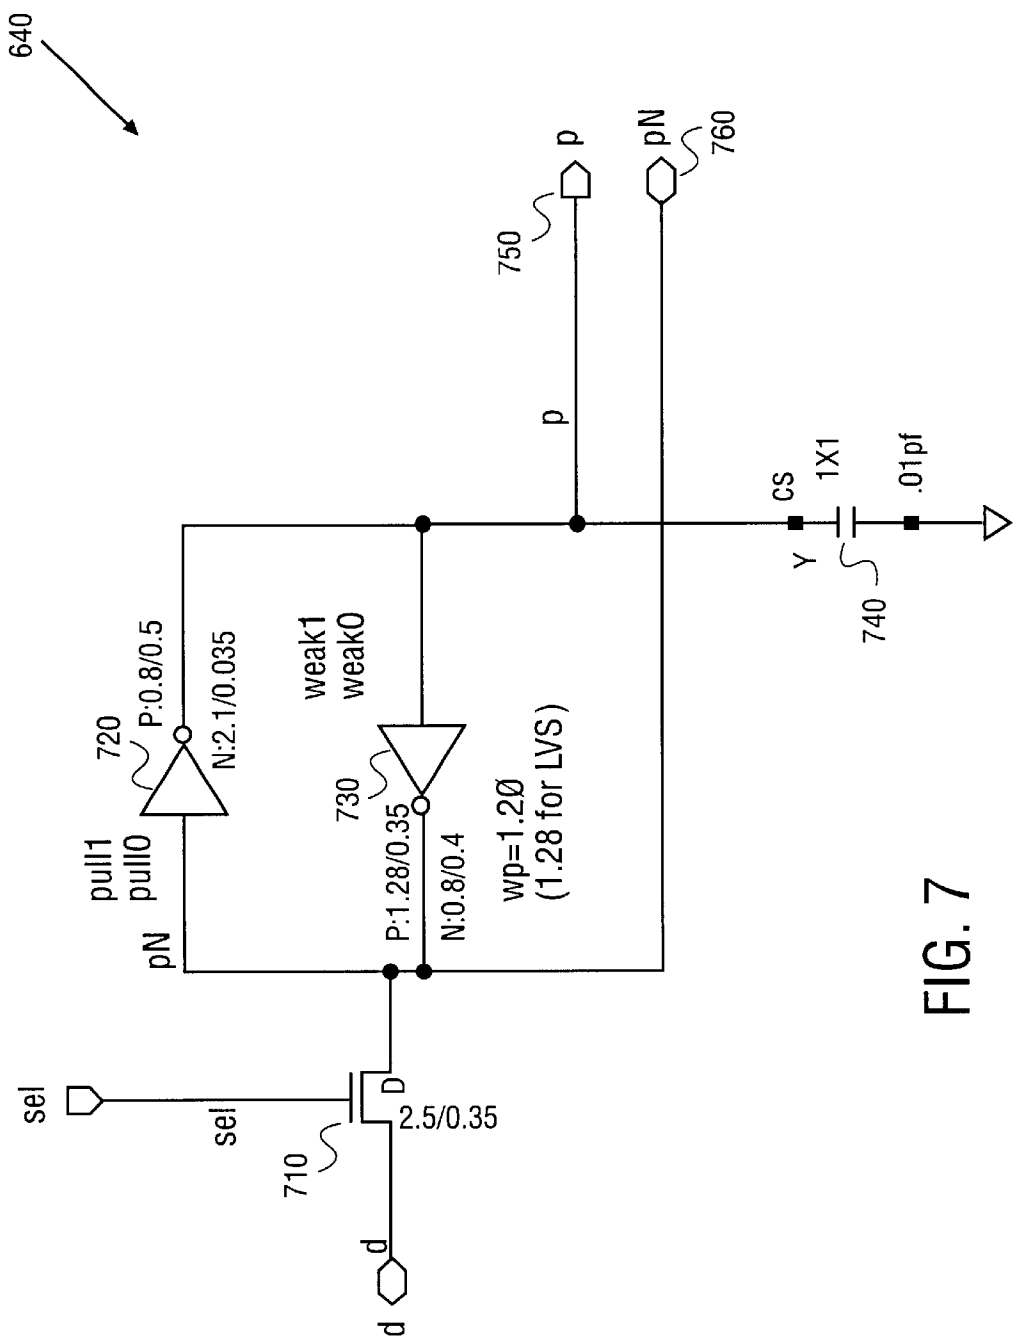 640
sel
sel
710
D
2.5/0.35
d
d
pull1
pull0
pN
720
P:0.8/0.5
N:2.1/0.035
weak1
weak0
730
P:1.28/0.35
N:0.8/0.4
wp=1.2Ø
(1.28 for LVS)
p
750
p
pN
760
cs
Y
1X1
740
.01pf
FIG. 7